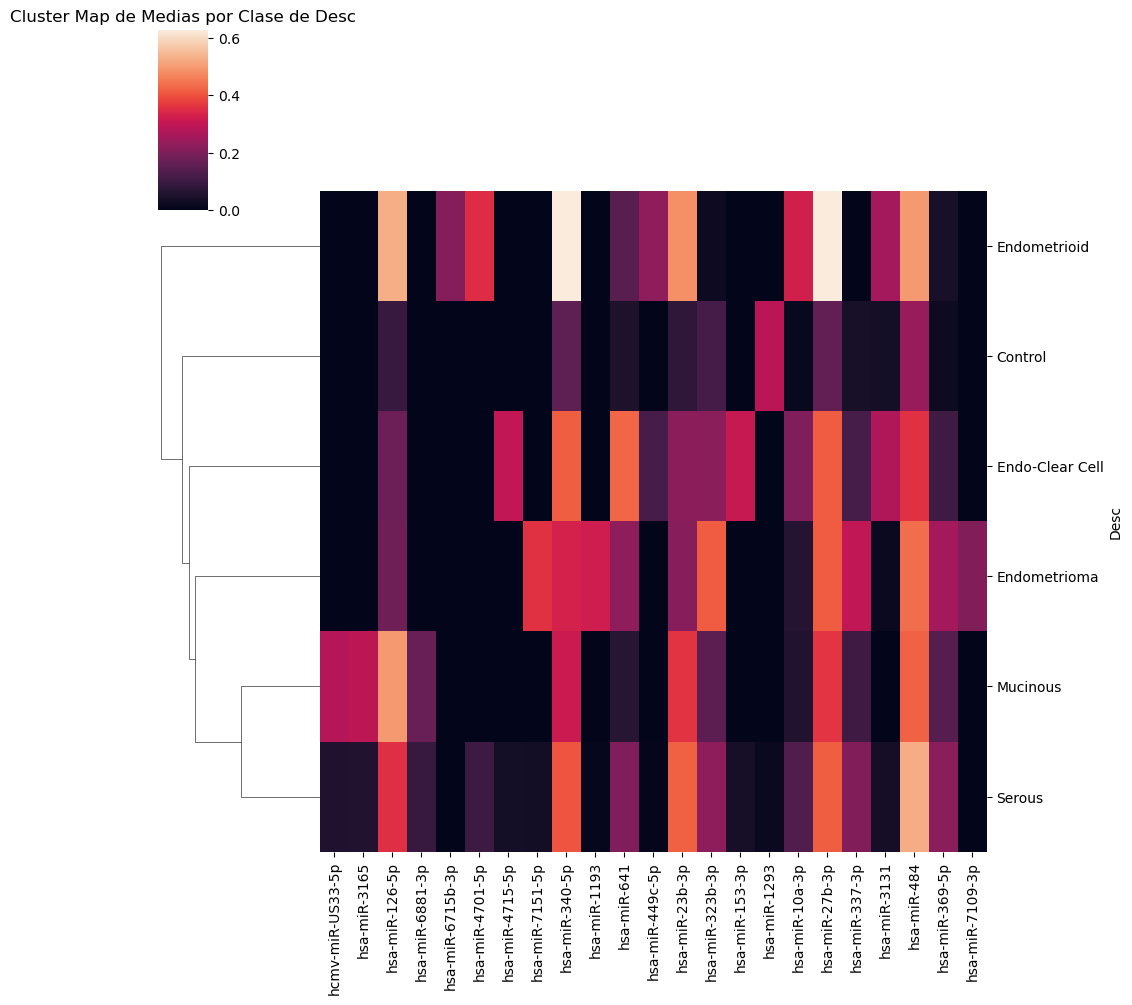 Cluster Map de Medias por Clase de Desc
0.6
0.4
0.2
0.0
Endometrioid
Control
Endo-Clear Cell
Endometrioma
Mucinous
Serous
Desc
hcmv-miR-US33-5p
hsa-miR-3165
hsa-miR-126-5p
hsa-miR-6881-3p
hsa-miR-6715b-3p
hsa-miR-4701-5p
hsa-miR-4715-5p
hsa-miR-7151-5p
hsa-miR-340-5p
hsa-miR-1193
hsa-miR-641
hsa-miR-449c-5p
hsa-miR-23b-3p
hsa-miR-323b-3p
hsa-miR-153-3p
hsa-miR-1293
hsa-miR-10a-3p
hsa-miR-27b-3p
hsa-miR-337-3p
hsa-miR-3131
hsa-miR-484
hsa-miR-369-5p
hsa-miR-7109-3p